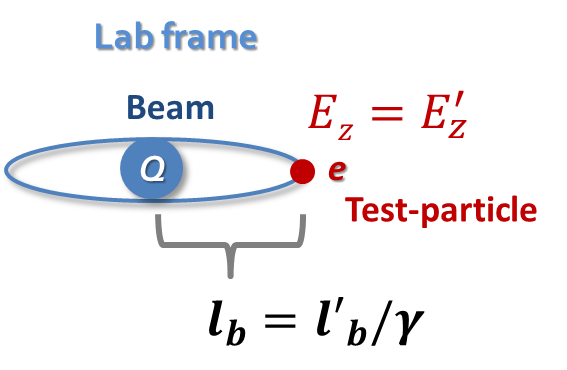 Lab frame
Beam
E_z = E'_z
Q
e
Test-particle
l_b = l'_b/γ